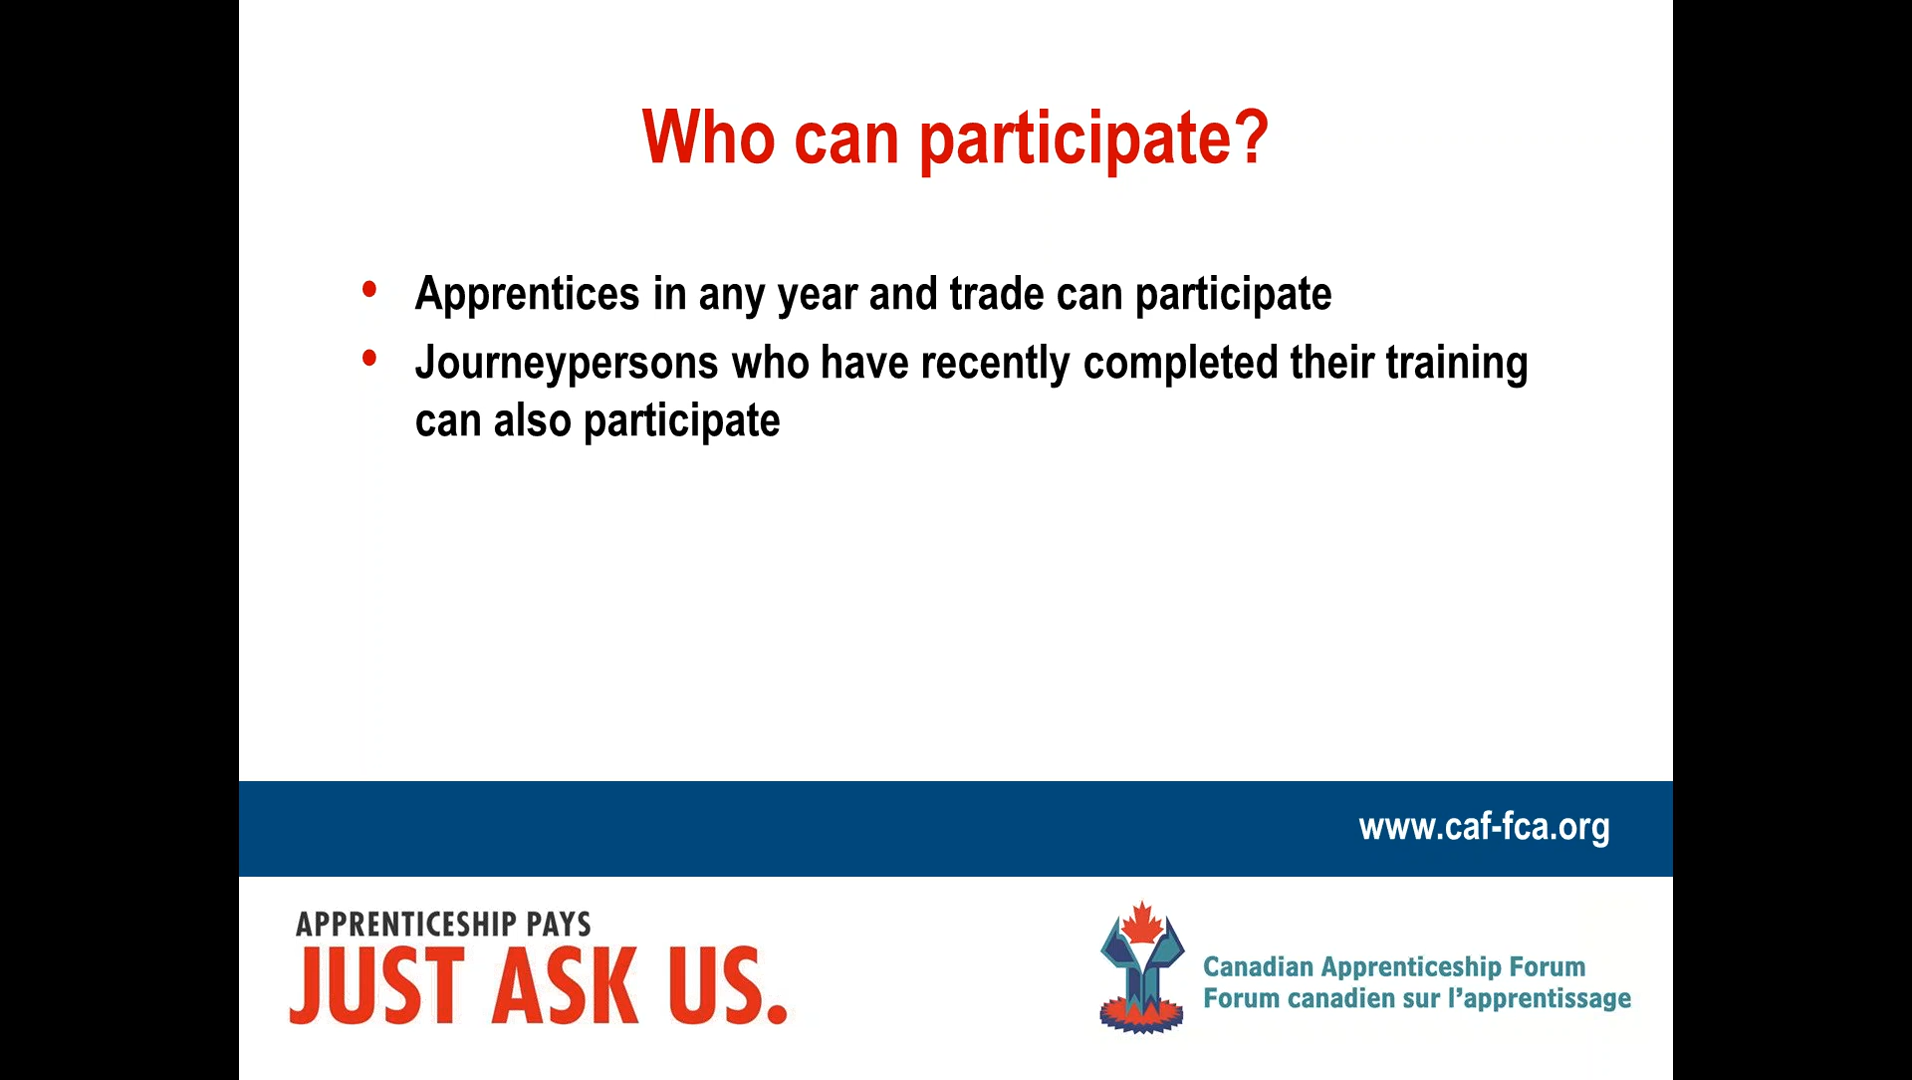 Who can participate?
• Apprentices in any year and trade can participate
• Journeypersons who have recently completed their training
can also participate
www.caf-fca.org
APPRENTICESHIP PAYS
JUST ASK US.
Canadian Apprenticeship Forum
Forum canadien sur l'apprentissage